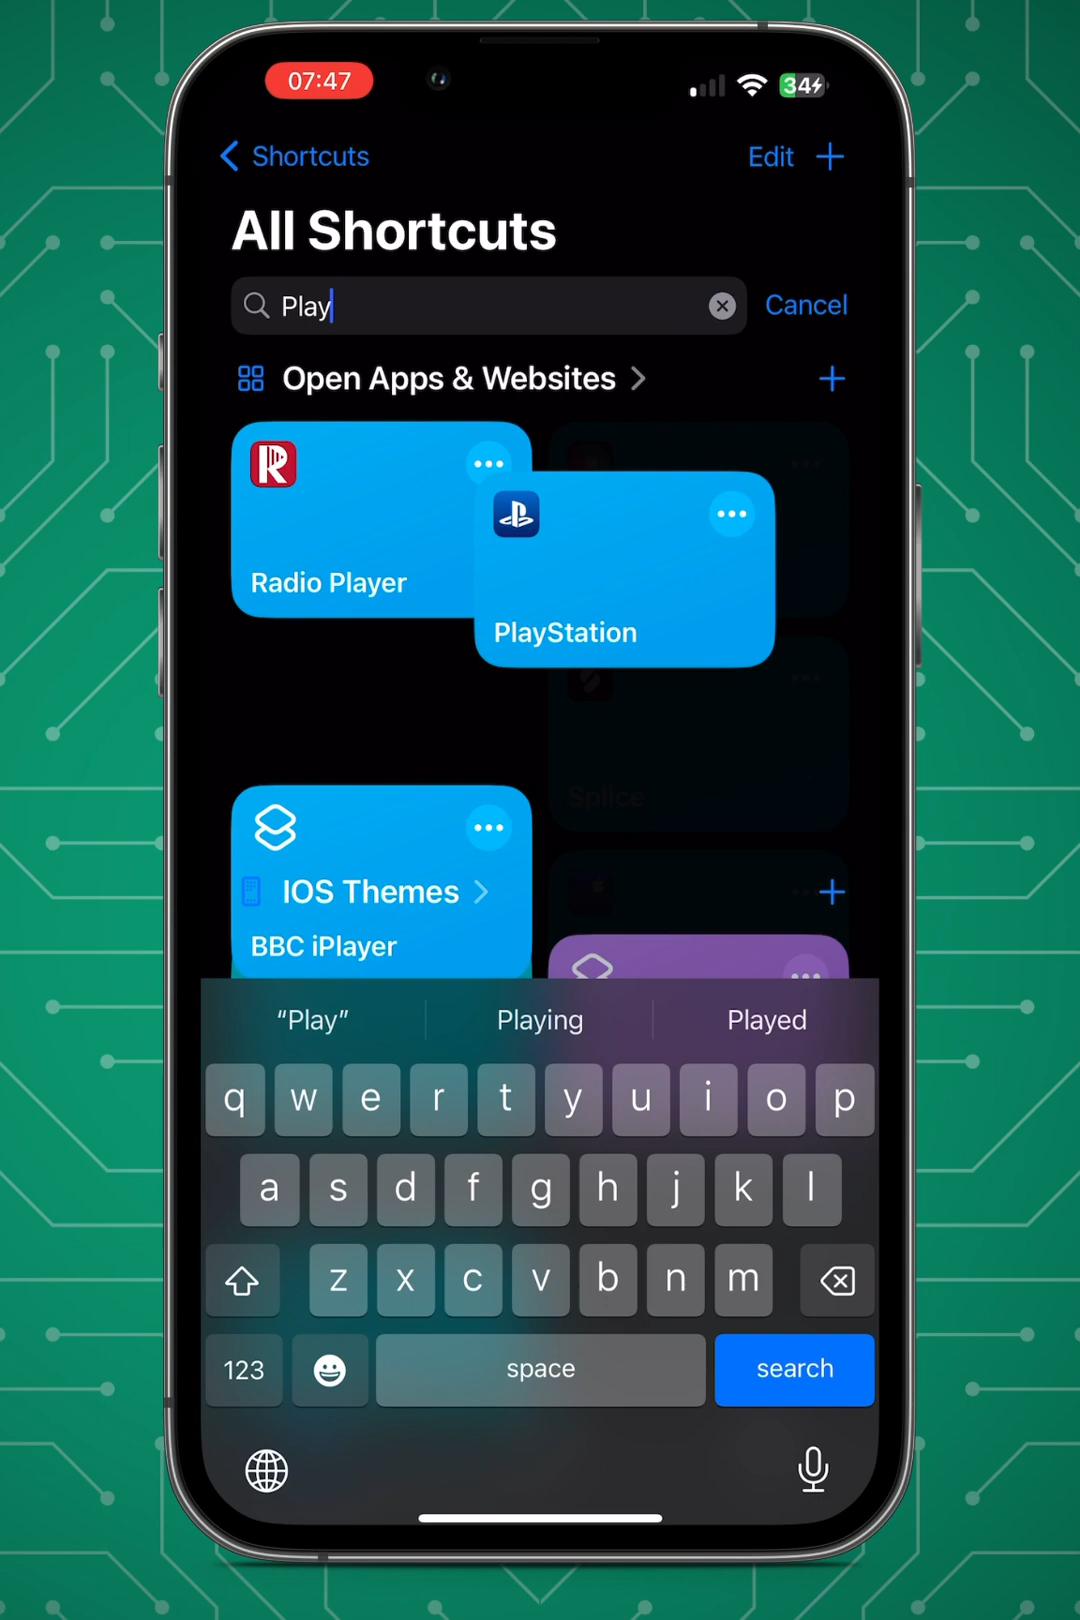 07:47
34
Shortcuts
Edit
All Shortcuts
Play
Cancel
Open Apps & Websites
Radio Player
PlayStation
Splice
IOS Themes
BBC iPlayer
“Play”
Playing
Played
q w e r t y u i o p
a s d f g h j k l
z x c v b n m
123
space
search